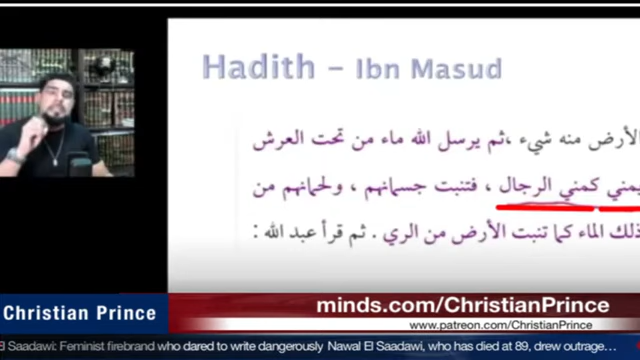 Hadith – Ibn Masud
الأرض منه شيء ،ثم يرسل الله ماء من تحت العرش
يمني كمني الرجال ، فتنبت جسمانهم ، ولحمانهم من
ذلك الماء كما تنبت الأرض من الري . ثم قرأ عبد الله :
Christian Prince
minds.com/ChristianPrince
www.patreon.com/ChristianPrince
El Saadawi: Feminist firebrand who dared to write dangerously Nawal El Saadawi, who has died at 89, drew outrage…